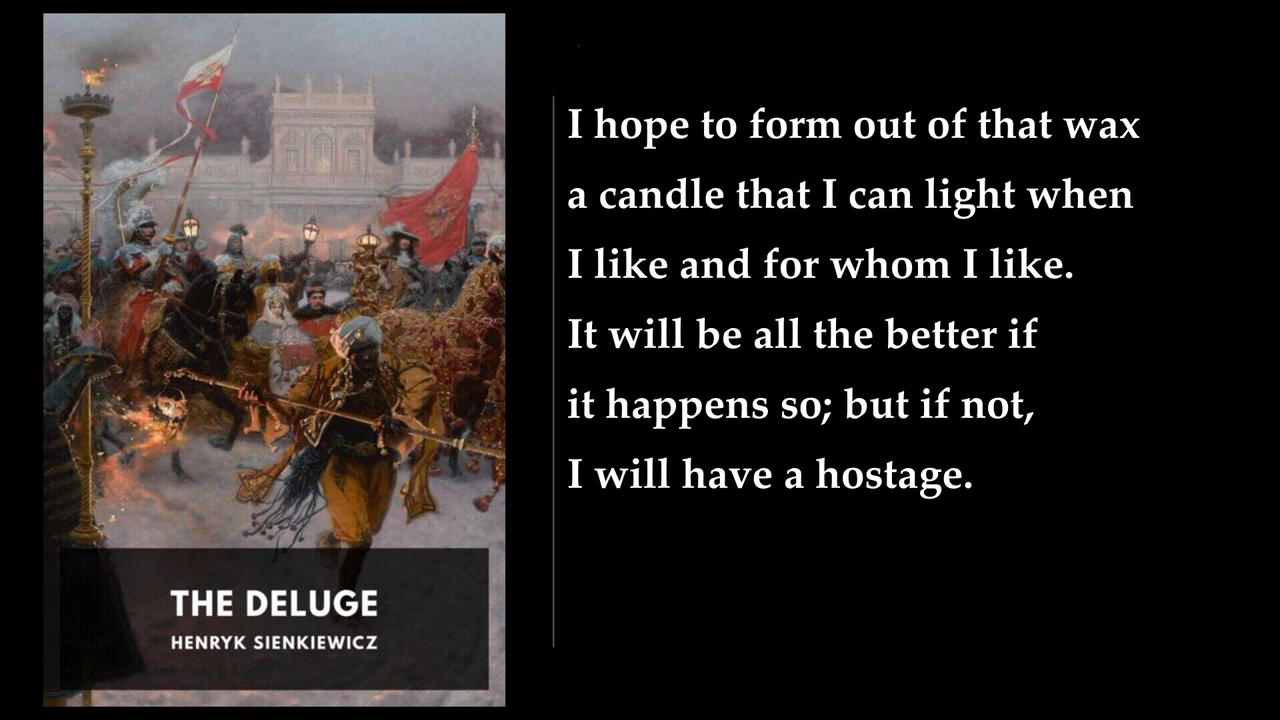 THE DELUGE
HENRYK SIENKIEWICZ
I hope to form out of that wax
a candle that I can light when
I like and for whom I like.
It will be all the better if
it happens so; but if not,
I will have a hostage.